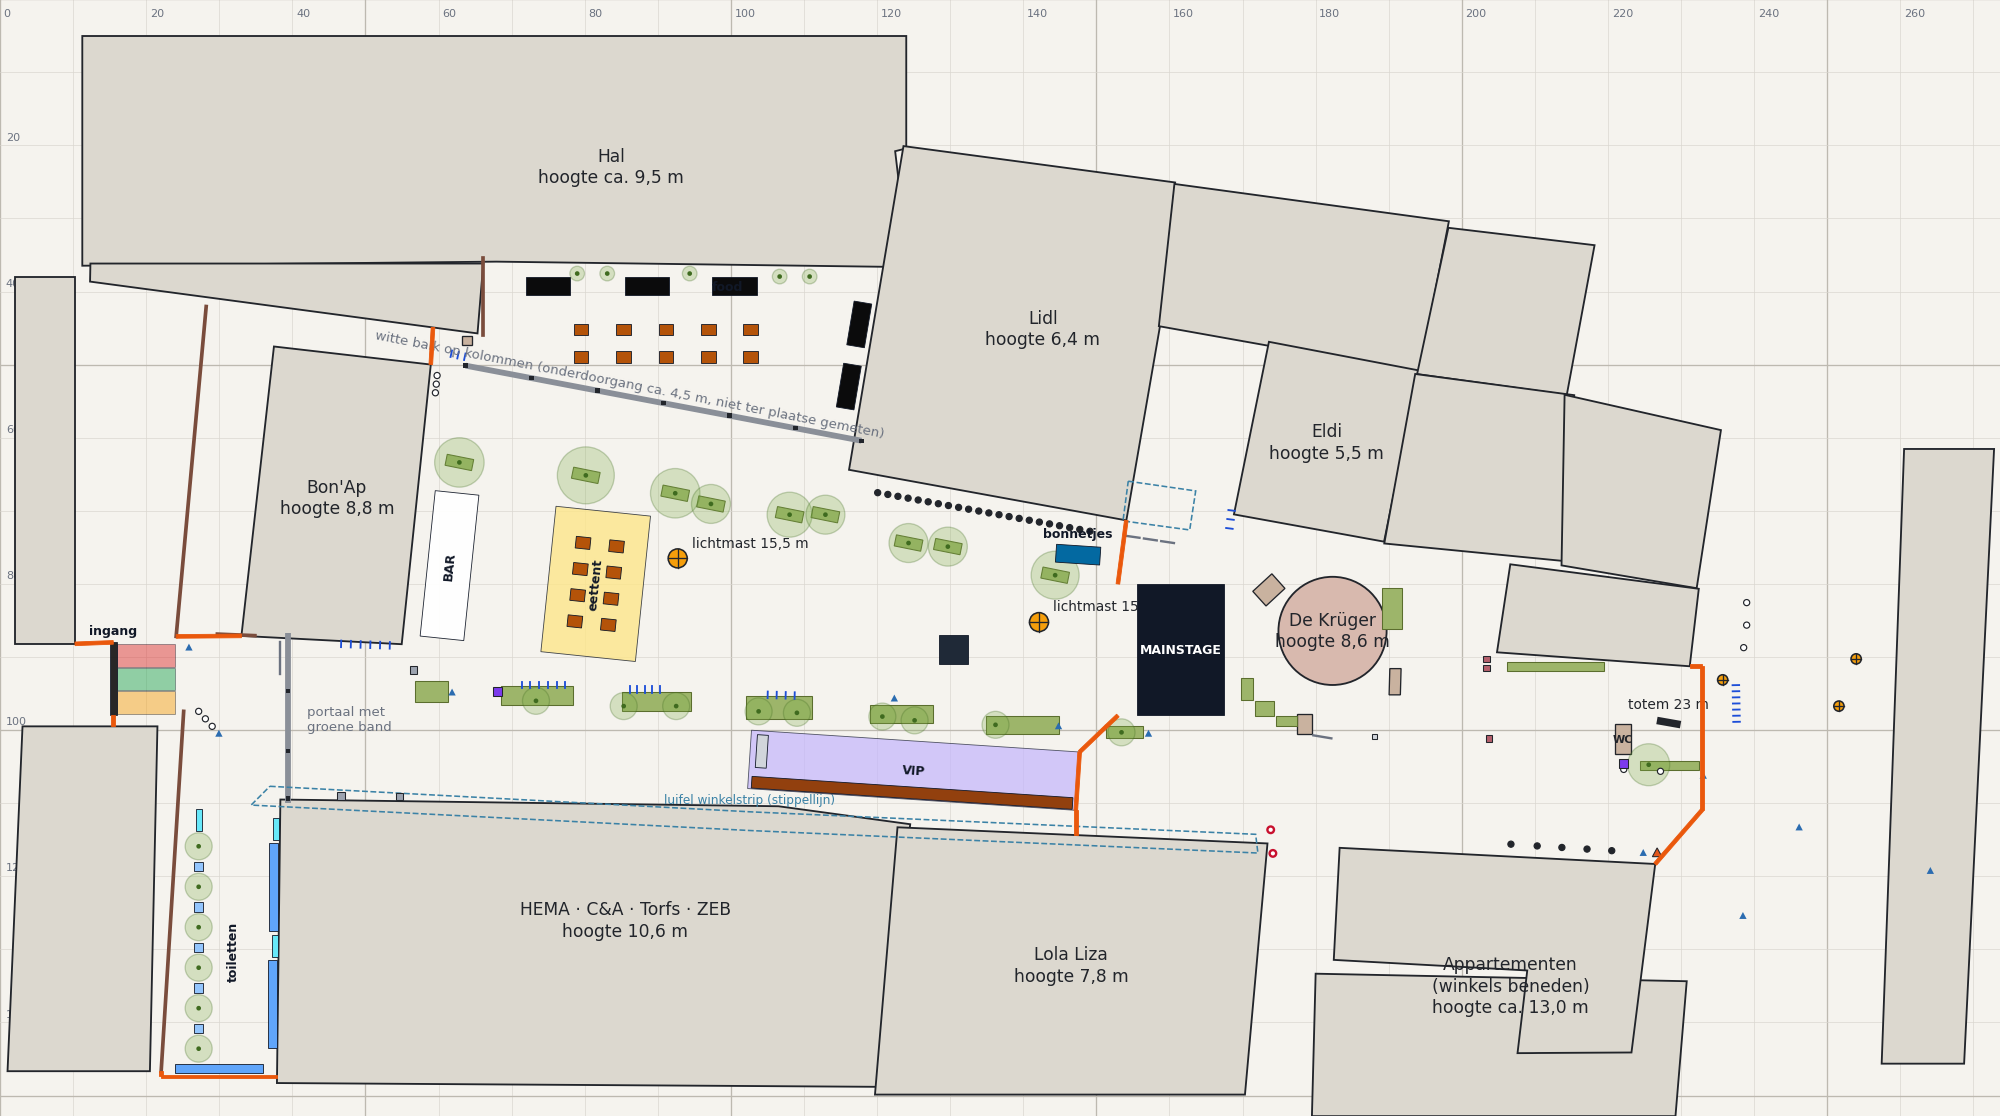 0 20 40 60 80 100 120 140 160 180 200 220 240 260
20
Hal
hoogte ca. 9,5 m
food
Lidl
hoogte 6,4 m
witte balk op kolommen (onderdoorgang ca. 4,5 m, niet ter plaatse gemeten)
Eldi
hoogte 5,5 m
Bon'Ap
hoogte 8,8 m
BAR
eettent
lichtmast 15,5 m
bonnetjes
lichtmast 15
MAINSTAGE
De Krüger
hoogte 8,6 m
ingang
portaal met
groene band
totem 23 m
WC
100
VIP
luifel winkelstrip (stippellijn)
toiletten
HEMA · C&A · Torfs · ZEB
hoogte 10,6 m
Lola Liza
hoogte 7,8 m
Appartementen
(winkels beneden)
hoogte ca. 13,0 m